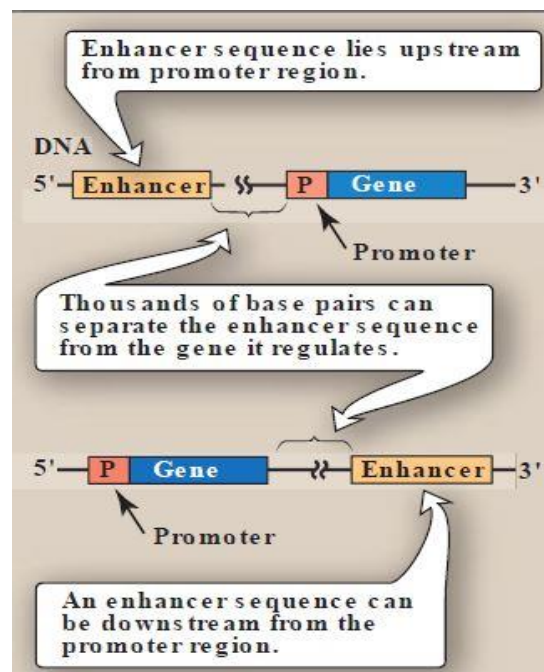 Enhancer sequence lies upstream
from promoter region.
DNA
5' Enhancer P Gene 3'
Promoter
Thousands of base pairs can
separate the enhancer sequence
from the gene it regulates.
5' P Gene Enhancer 3'
Promoter
An enhancer sequence can
be downstream from the
promoter region.